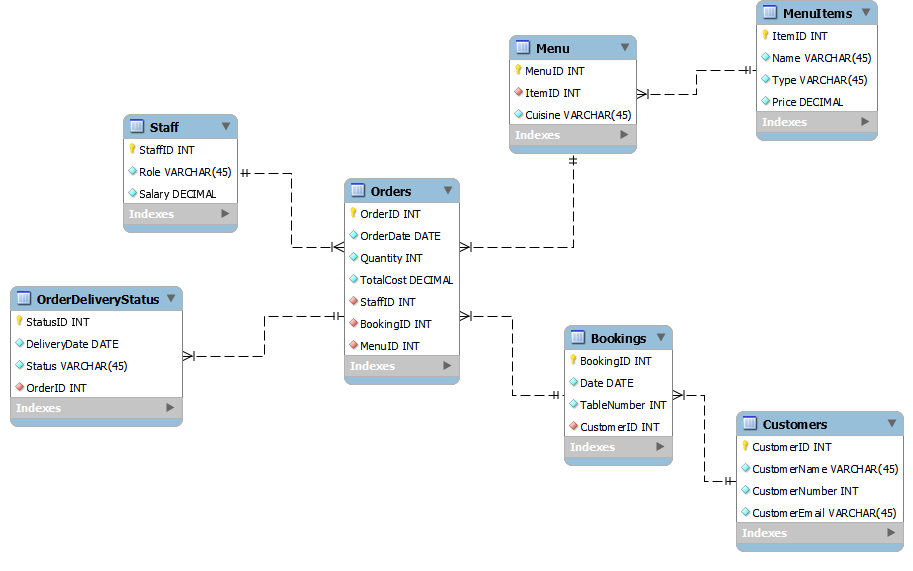 MenuItems
ItemID INT
Name VARCHAR(45)
Type VARCHAR(45)
Price DECIMAL
Indexes
Menu
MenuID INT
ItemID INT
Cuisine VARCHAR(45)
Indexes
Staff
StaffID INT
Role VARCHAR(45)
Salary DECIMAL
Indexes
Orders
OrderID INT
OrderDate DATE
Quantity INT
TotalCost DECIMAL
StaffID INT
BookingID INT
MenuID INT
Indexes
OrderDeliveryStatus
StatusID INT
DeliveryDate DATE
Status VARCHAR(45)
OrderID INT
Indexes
Bookings
BookingID INT
Date DATE
TableNumber INT
CustomerID INT
Indexes
Customers
CustomerID INT
CustomerName VARCHAR(45)
CustomerNumber INT
CustomerEmail VARCHAR(45)
Indexes